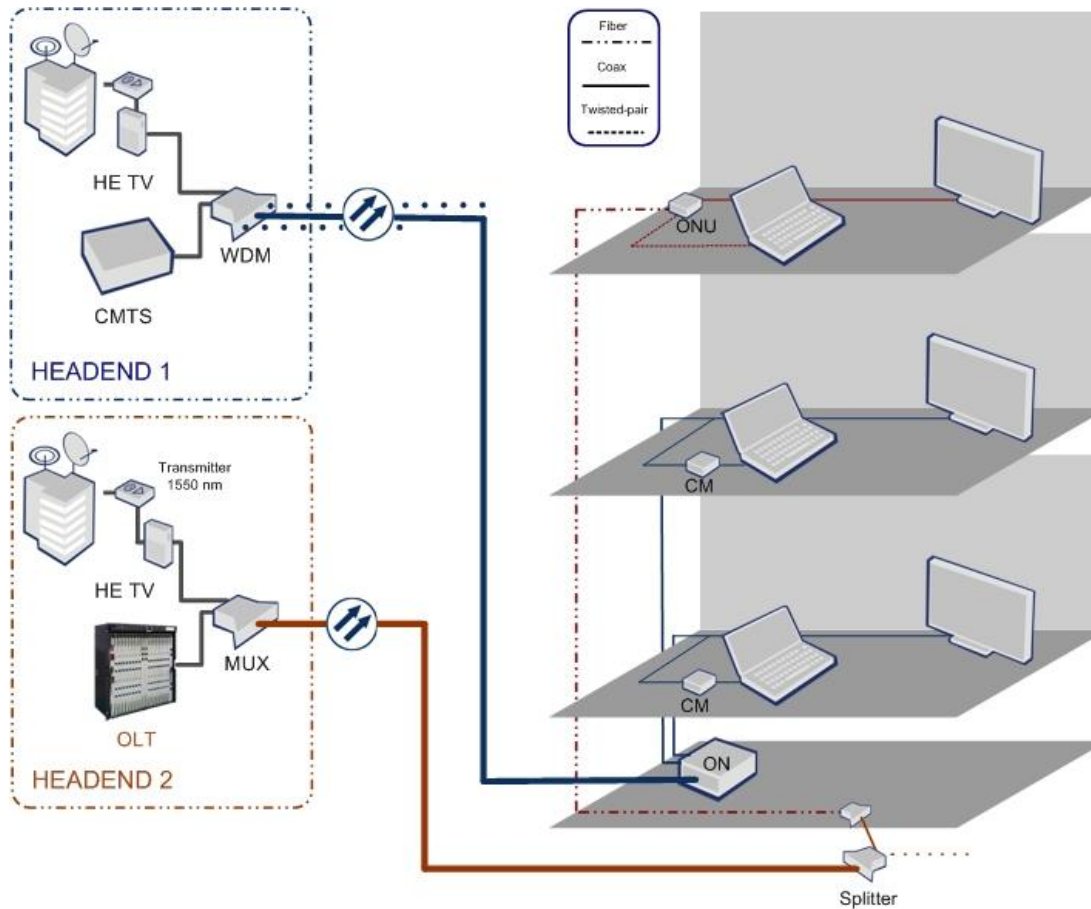 HE TV
WDM
CMTS
HEADEND 1
Transmitter
1550 nm
HE TV
MUX
OLT
HEADEND 2
Fiber
Coax
Twisted-pair
ONU
CM
CM
ON
Splitter